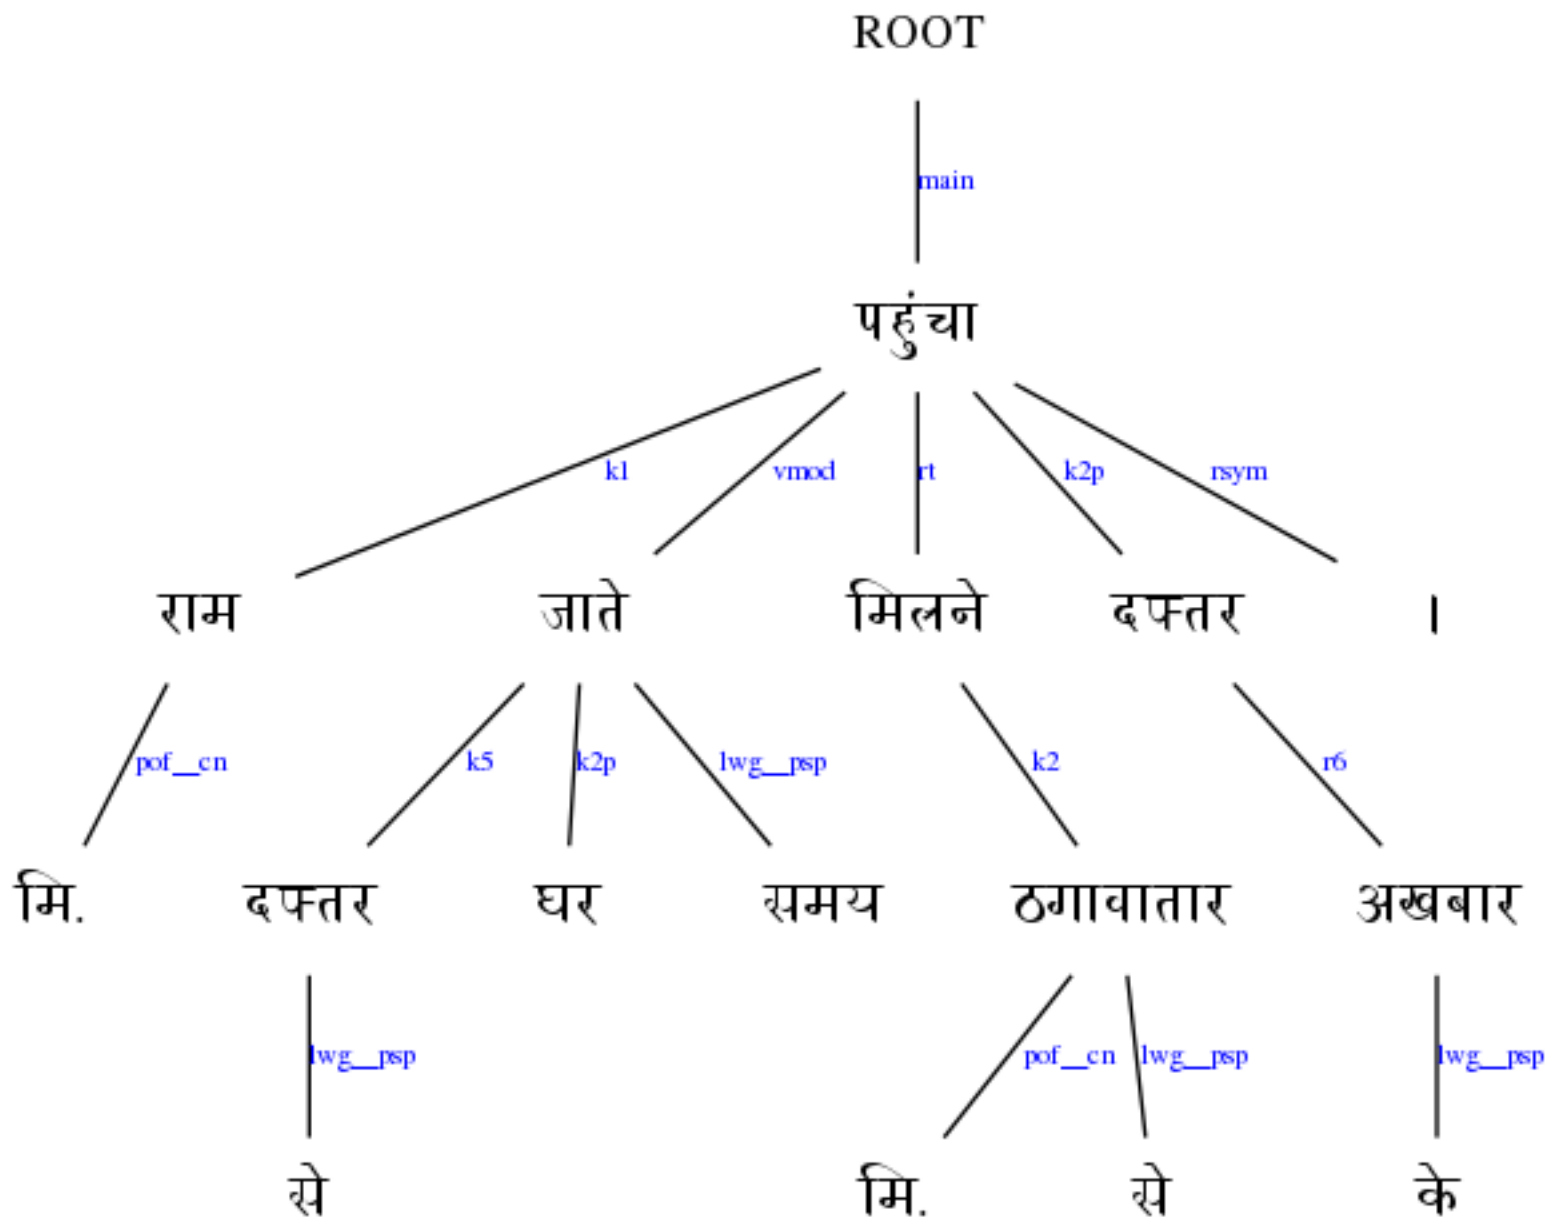 ROOT
main
पहुंचा
k1 vmod rt k2p rsym
राम जाते मिलने दफ्तर ।
pof__cn k5 k2p lwg__psp k2 r6
मि. दफ्तर घर समय ठगावातार अखबार
lwg__psp pof__cn lwg__psp lwg__psp
से मि. से के